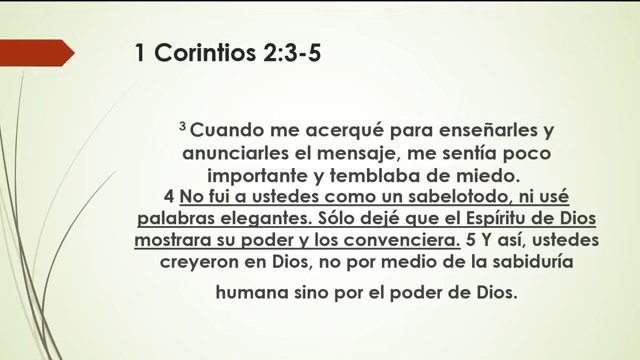 1 Corintios 2:3-5
3 Cuando me acerqué para enseñarles y
anunciarles el mensaje, me sentía poco
importante y temblaba de miedo.
4 No fui a ustedes como un sabelotodo, ni usé
palabras elegantes. Sólo dejé que el Espíritu de Dios
mostrara su poder y los convenciera. 5 Y así, ustedes
creyeron en Dios, no por medio de la sabiduría
humana sino por el poder de Dios.